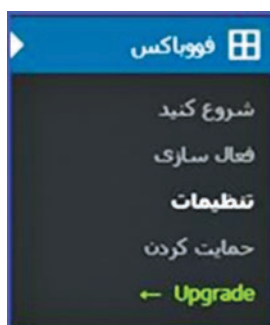 فووباکس
شروع کنید
فعال سازی
تنظیمات
حمایت کردن
Upgrade ←